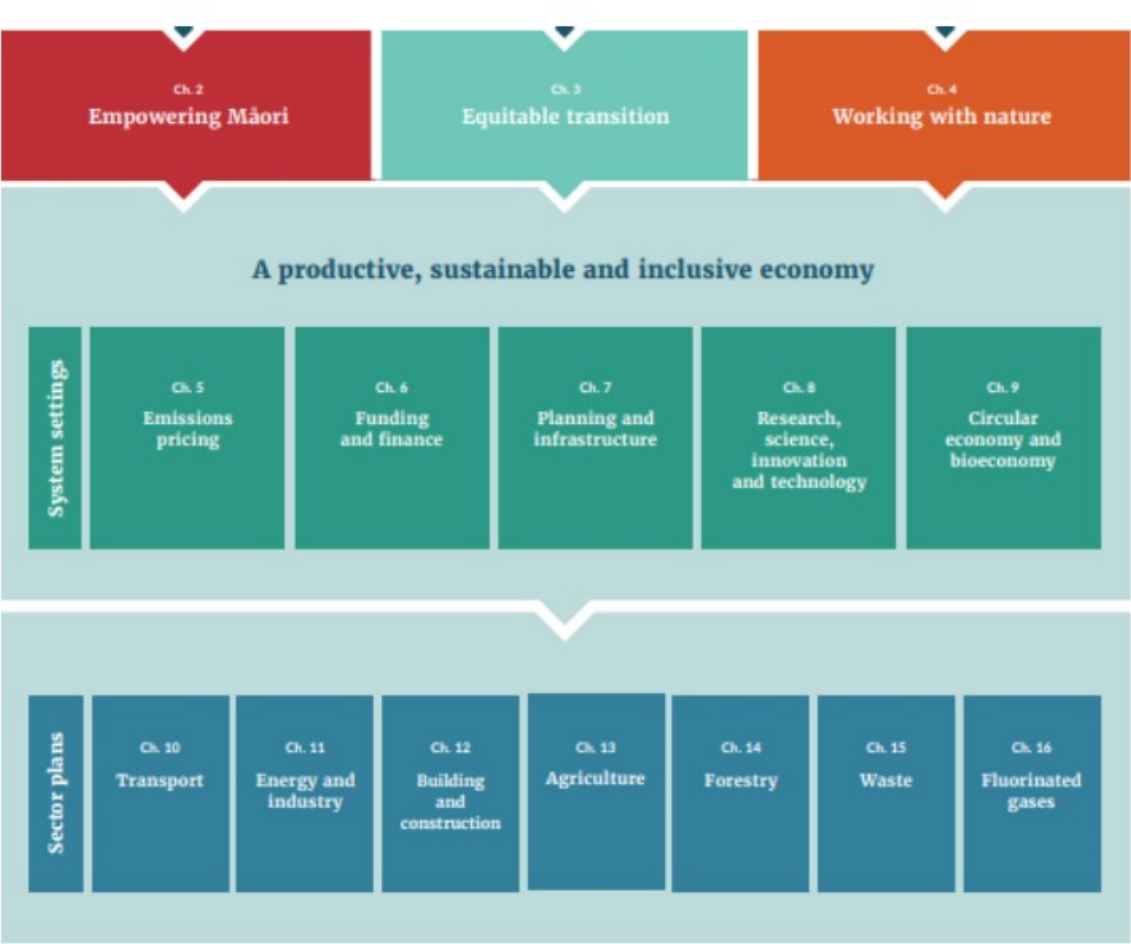 Ch. 2
Empowering Māori
Ch. 3
Equitable transition
Ch. 4
Working with nature
A productive, sustainable and inclusive economy
System settings
Ch. 5
Emissions
pricing
Ch. 6
Funding
and finance
Ch. 7
Planning and
infrastructure
Ch. 8
Research,
science,
innovation
and technology
Ch. 9
Circular
economy and
bioeconomy
Sector plans
Ch. 10
Transport
Ch. 11
Energy and
industry
Ch. 12
Building
and
construction
Ch. 13
Agriculture
Ch. 14
Forestry
Ch. 15
Waste
Ch. 16
Fluorinated
gases